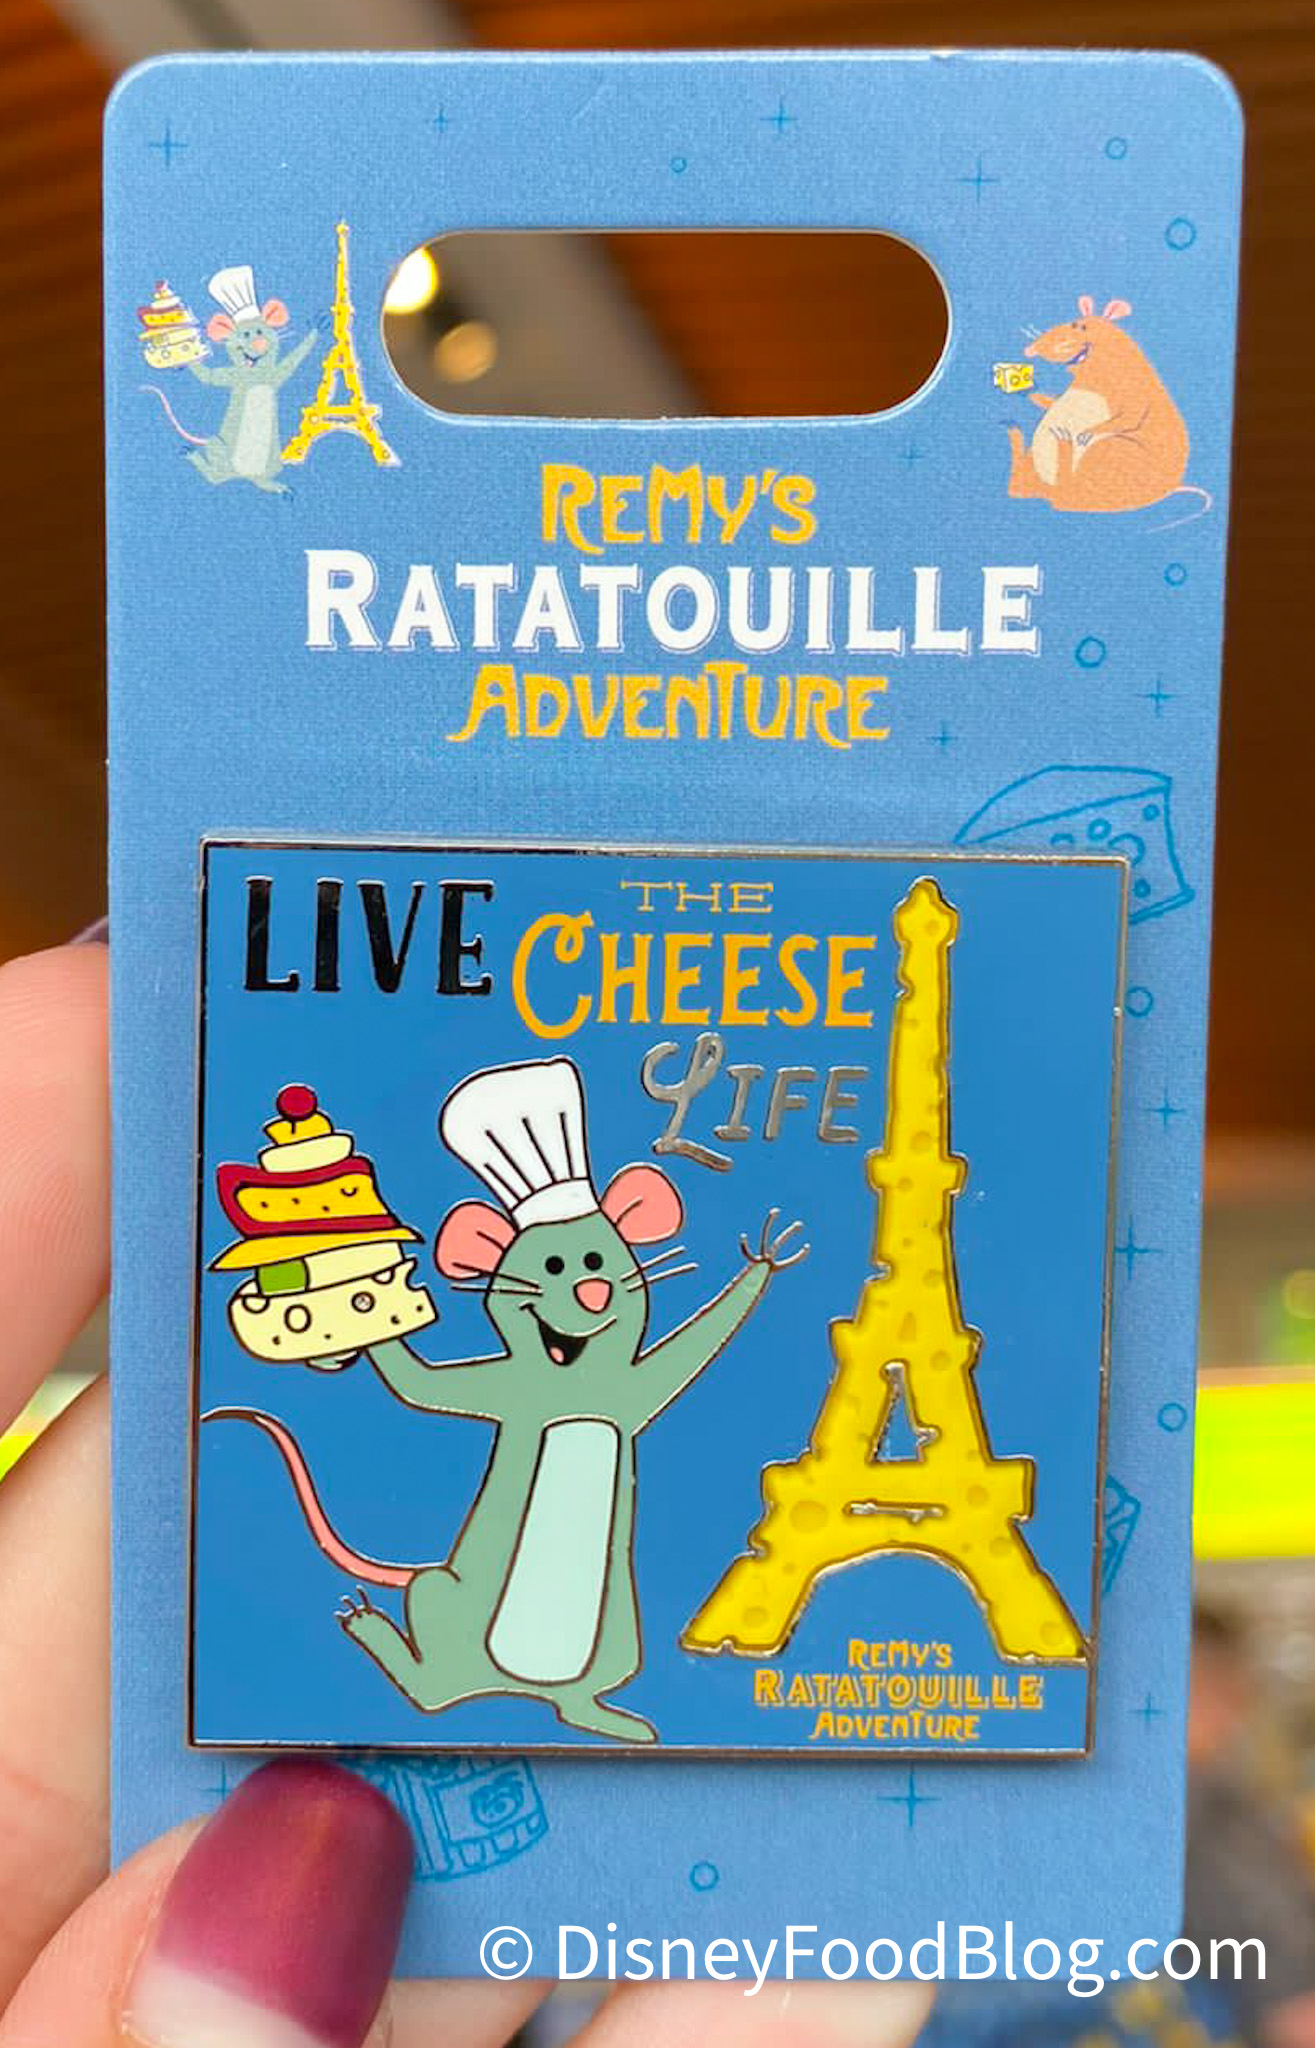 REMY'S
RATATOUILLE
ADVENTURE
LIVE THE
CHEESE
LIFE
REMY'S
RATATOUILLE
ADVENTURE
© DisneyFoodBlog.com